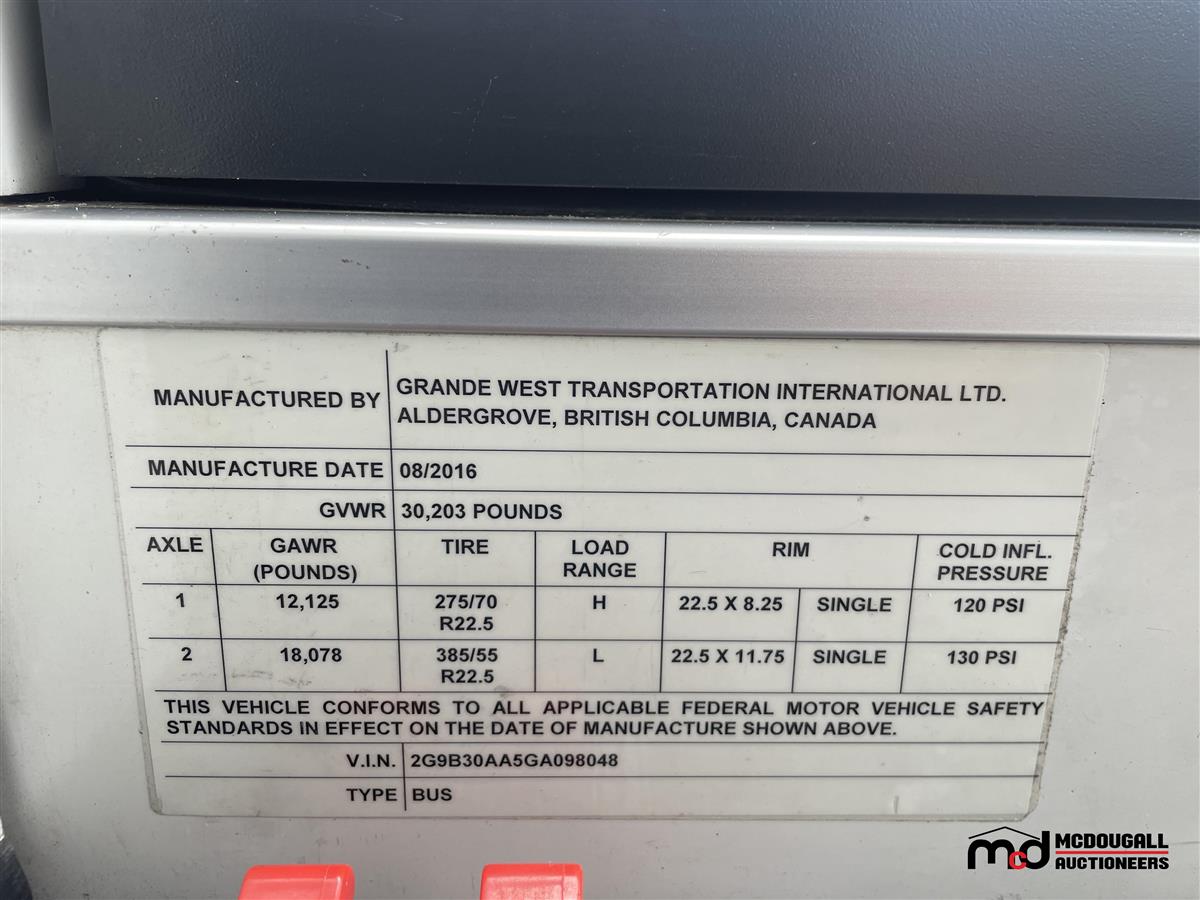 MANUFACTURED BY GRANDE WEST TRANSPORTATION INTERNATIONAL LTD.
ALDERGROVE, BRITISH COLUMBIA, CANADA
MANUFACTURE DATE 08/2016
GVWR 30,203 POUNDS
AXLE GAWR (POUNDS) TIRE LOAD RANGE RIM COLD INFL. PRESSURE
1 12,125 275/70 R22.5 H 22.5 X 8.25 SINGLE 120 PSI
2 18,078 385/55 R22.5 L 22.5 X 11.75 SINGLE 130 PSI
THIS VEHICLE CONFORMS TO ALL APPLICABLE FEDERAL MOTOR VEHICLE SAFETY
STANDARDS IN EFFECT ON THE DATE OF MANUFACTURE SHOWN ABOVE.
V.I.N. 2G9B30AA5GA098048
TYPE BUS
mcd MCDOUGALL
AUCTIONEERS